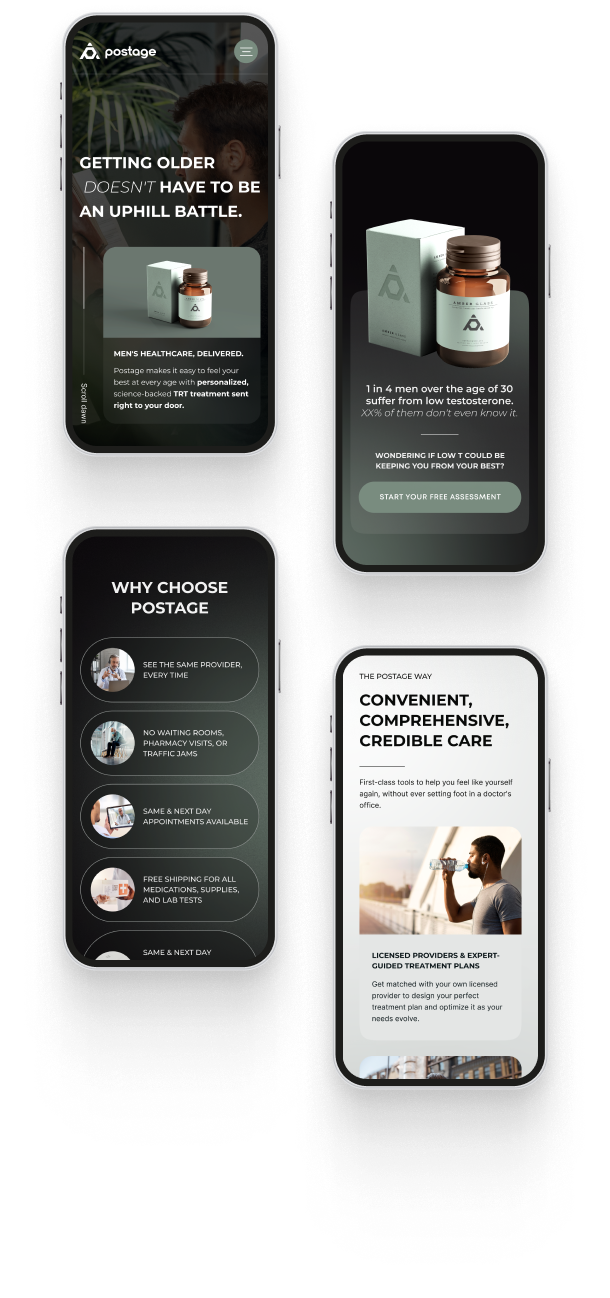 postage
GETTING OLDER
DOESN'T HAVE TO BE
AN UPHILL BATTLE.
MEN'S HEALTHCARE, DELIVERED.
Postage makes it easy to feel your
best at every age with personalized,
science-backed TRT treatment sent
right to your door.
Scroll dawn
AMBER GLASS
1 in 4 men over the age of 30
suffer from low testosterone.
XX% of them don't even know it.
WONDERING IF LOW T COULD BE
KEEPING YOU FROM YOUR BEST?
START YOUR FREE ASSESSMENT
WHY CHOOSE
POSTAGE
SEE THE SAME PROVIDER,
EVERY TIME
NO WAITING ROOMS,
PHARMACY VISITS, OR
TRAFFIC JAMS
SAME & NEXT DAY
APPOINTMENTS AVAILABLE
FREE SHIPPING FOR ALL
MEDICATIONS, SUPPLIES,
AND LAB TESTS
SAME & NEXT DAY
THE POSTAGE WAY
CONVENIENT,
COMPREHENSIVE,
CREDIBLE CARE
First-class tools to help you feel like yourself
again, without ever setting foot in a doctor's
office.
LICENSED PROVIDERS & EXPERT-
GUIDED TREATMENT PLANS
Get matched with your own licensed
provider to design your perfect
treatment plan and optimize it as your
needs evolve.